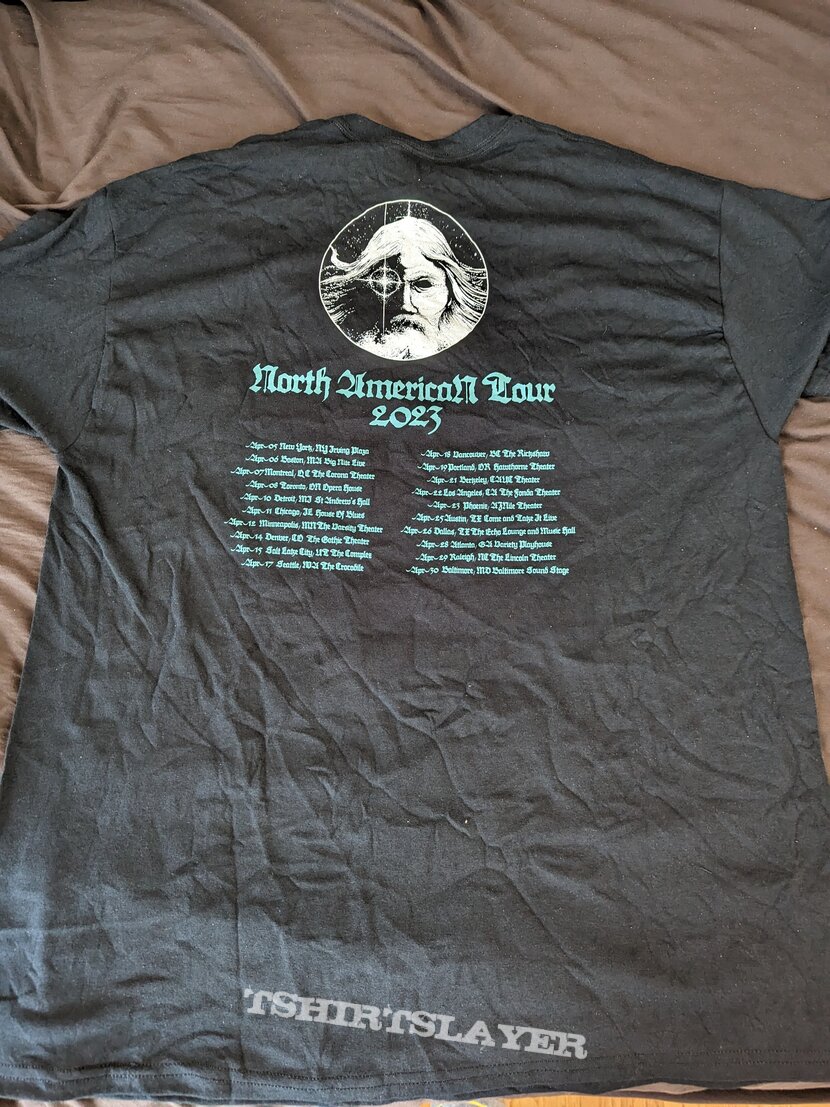 North AmericaN Tour
2023
Apr-05 New York, NY Irving Plaza
Apr-06 Boston, MA Big Nite Live
Apr-07 Montreal, QC The Corona Theater
Apr-08 Toronto, ON Opera House
Apr-10 Detroit, MI St Andrew's Hall
Apr-11 Chicago, IL House Of Blues
Apr-12 Minneapolis, MN The Varsity Theater
Apr-14 Denver, CO The Gothic Theater
Apr-15 Salt Lake City, UT The Complex
Apr-17 Seattle, WA The Crocodile
Apr-18 Vancouver, BC The Rickshaw
Apr-19 Portland, OR Hawthorne Theater
Apr-21 Berkeley, CA UC Theater
Apr-22 Los Angeles, CA The Fonda Theater
Apr-23 Phoenix, AZ Nile Theater
Apr-25 Austin, TX Come and Take It Live
Apr-26 Dallas, TX The Echo Lounge and Music Hall
Apr-28 Atlanta, GA Variety Playhouse
Apr-29 Raleigh, NC The Lincoln Theater
Apr-30 Baltimore, MD Baltimore Sound Stage
TSHIRTSLAYER